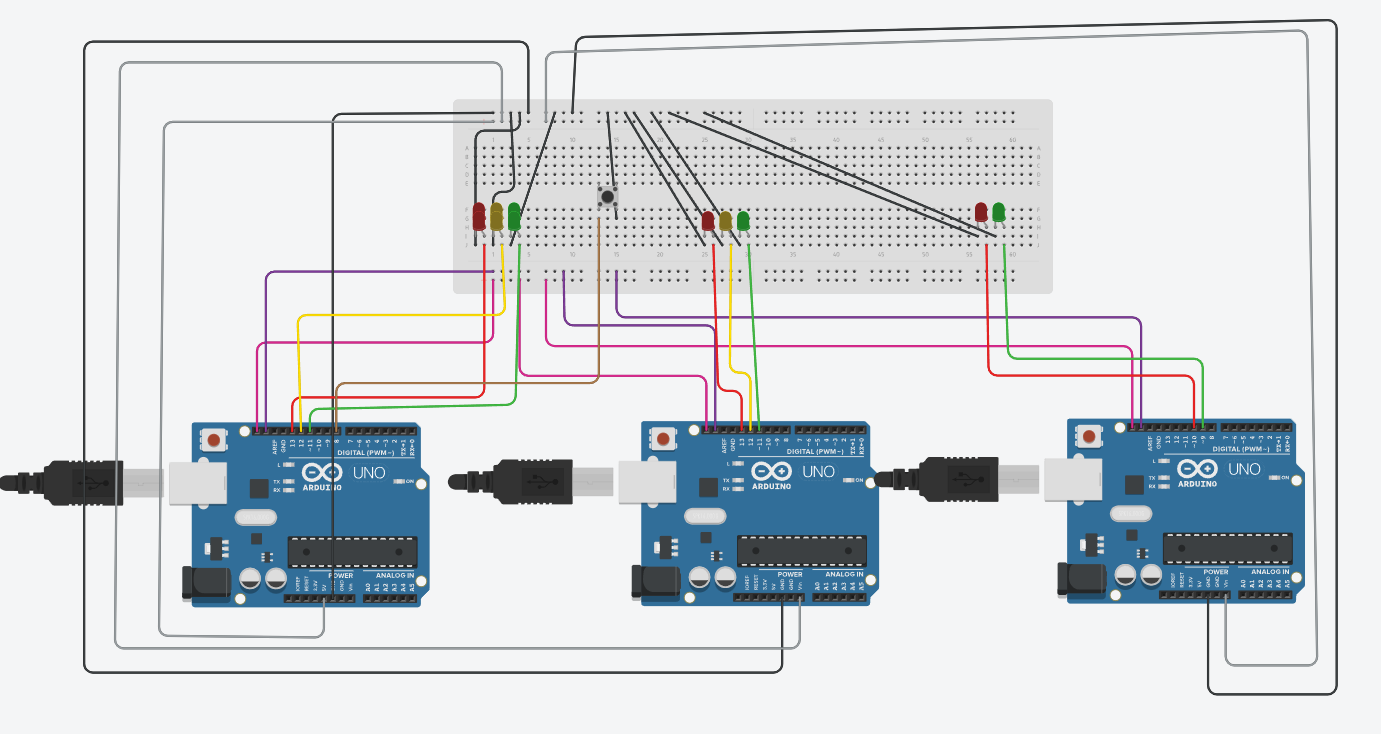 1 5 10 15 20 25 30 35 40 45 50 55 60
A A
B B
C C
D D
E E
F F
G G
H H
I I
J J
1 5 10 15 20 25 30 35 40 45 50 55 60
AREF GND 13 12 ~11 ~10 ~9 8 7 ~6 ~5 4 ~3 2 TX→1 RX←0
DIGITAL (PWM~)
L
TX
RX
UNO
ARDUINO
ON
POWER ANALOG IN
IOREF RESET 3.3V 5V GND Vin A0 A1 A2 A3 A4 A5
AREF GND 13 12 ~11 ~10 ~9 8 7 ~6 ~5 4 ~3 2 TX→1 RX←0
DIGITAL (PWM~)
L
TX
RX
UNO
ARDUINO
ON
POWER ANALOG IN
IOREF RESET 3.3V 5V GND GND Vin A0 A1 A2 A3 A4 A5
AREF GND 13 12 ~11 ~10 ~9 8 7 ~6 ~5 4 ~3 2 TX→1 RX←0
DIGITAL (PWM~)
L
TX
RX
UNO
ARDUINO
ON
POWER ANALOG IN
IOREF RESET 3.3V 5V GND GND Vin A0 A1 A2 A3 A4 A5